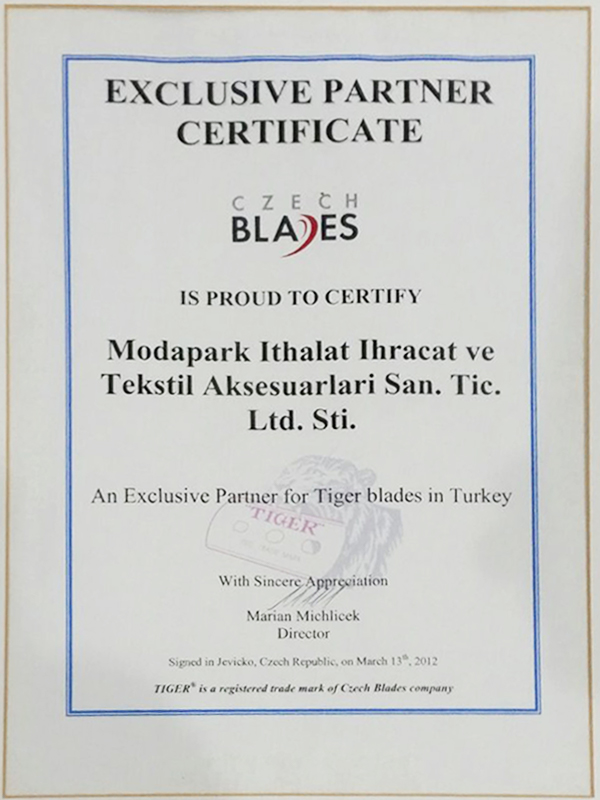 EXCLUSIVE PARTNER
CERTIFICATE
CZECH
BLADES
IS PROUD TO CERTIFY
Modapark Ithalat Ihracat ve
Tekstil Aksesuarlari San. Tic.
Ltd. Sti.
An Exclusive Partner for Tiger blades in Turkey
TIGER
With Sincere Appreciation
Marian Michlicek
Director
Signed in Jevicko, Czech Republic, on March 13th, 2012
TIGER® is a registered trade mark of Czech Blades company